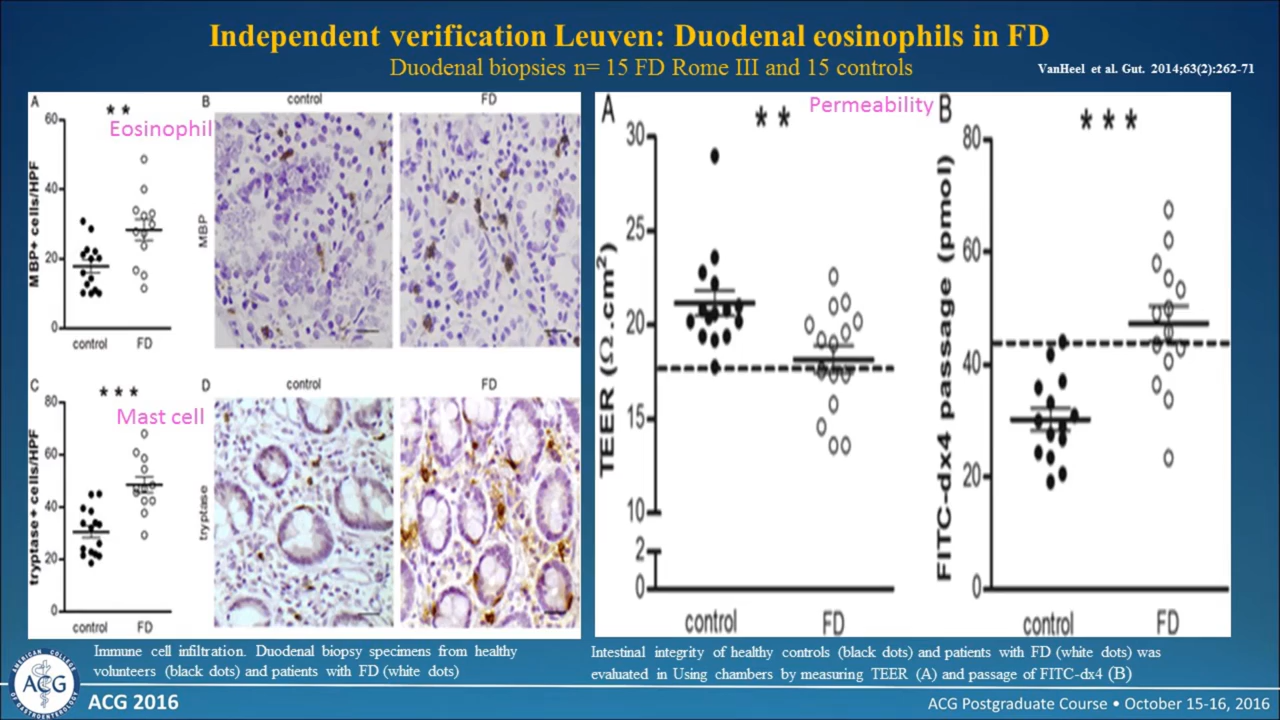 Independent verification Leuven: Duodenal eosinophils in FD
Duodenal biopsies n= 15 FD Rome III and 15 controls
VanHeel et al. Gut. 2014;63(2):262-71
A
**
Eosinophil
60
40
20
0
MBP+ cells/HPF
control
FD
B
control
FD
MBP
C
***
Mast cell
80
60
40
20
0
tryptase+ cells/HPF
control
FD
D
control
FD
tryptase
A
**
Permeability
30
25
20
15
10
2
0
TEER (Ω.cm²)
control
FD
B
***
80
60
40
20
0
FITC-dx4 passage (pmol)
control
FD
Immune cell infiltration. Duodenal biopsy specimens from healthy
volunteers (black dots) and patients with FD (white dots)
Intestinal integrity of healthy controls (black dots) and patients with FD (white dots) was
evaluated in Using chambers by measuring TEER (A) and passage of FITC-dx4 (B)
AMERICAN COLLEGE
OF GASTROENTEROLOGY
ACG
ACG 2016
ACG Postgraduate Course • October 15-16, 2016